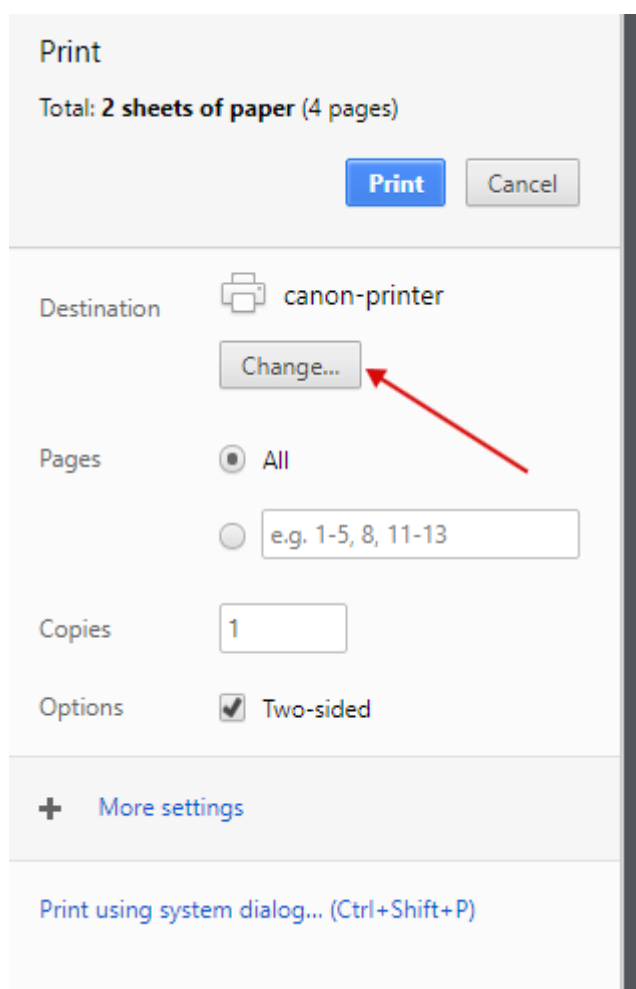 Print
Total: 2 sheets of paper (4 pages)
Print Cancel
Destination canon-printer
Change...
Pages All
e.g. 1-5, 8, 11-13
Copies 1
Options Two-sided
More settings
Print using system dialog... (Ctrl+Shift+P)